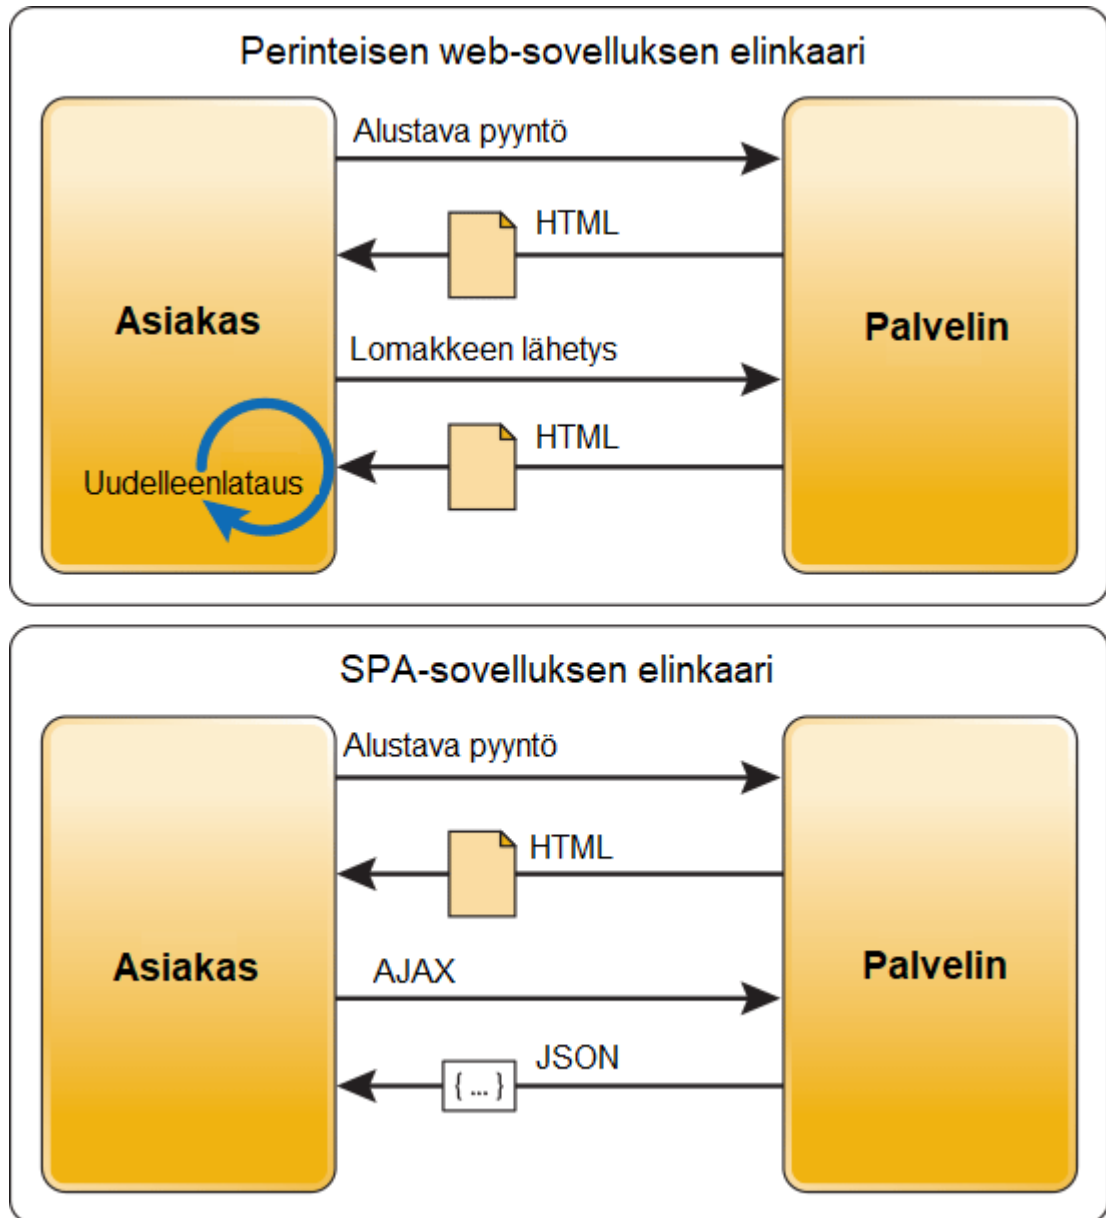 Perinteisen web-sovelluksen elinkaari
Alustava pyyntö
HTML
Asiakas
Palvelin
Lomakkeen lähetys
HTML
Uudelleenlataus
SPA-sovelluksen elinkaari
Alustava pyyntö
HTML
Asiakas
Palvelin
AJAX
JSON
{ ... }